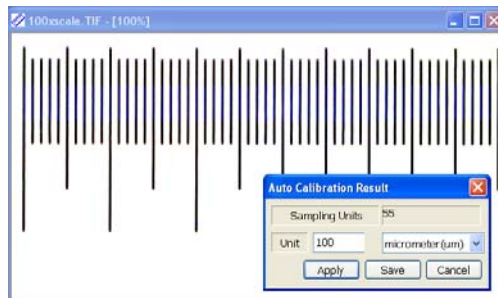 100xscale.TIF - [100%]
Auto Calibration Result
Sampling Units 55
Unit 100 micrometer(um)
Apply Save Cancel